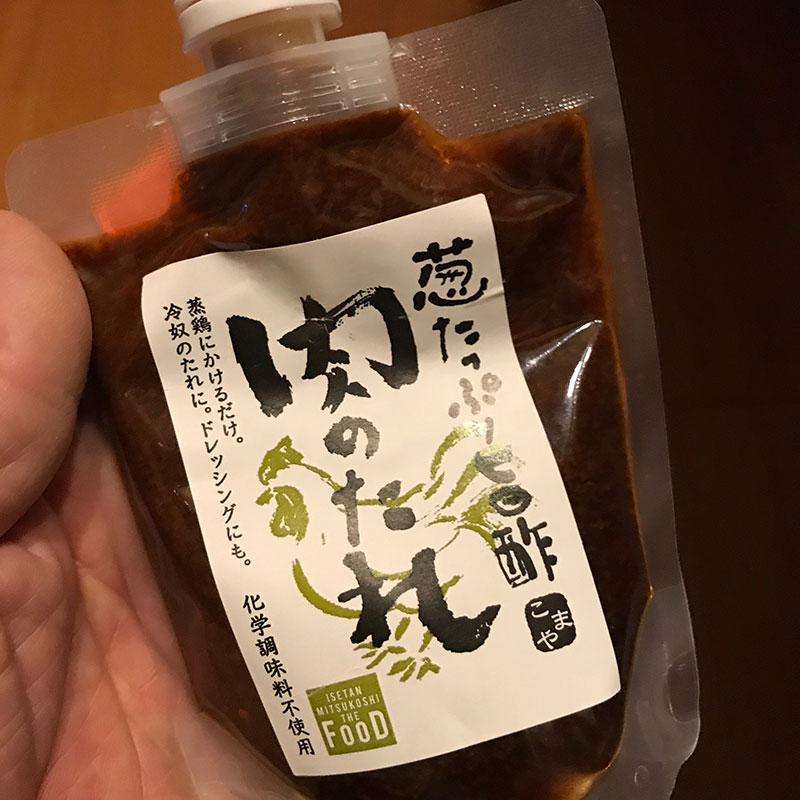 葱たっぷり旨酢
肉のたれ
こまや
蒸鶏にかけるだけ。
冷奴のたれに。ドレッシングにも。
化学調味料不使用
ISETAN
MITSUKOSHI
THE
FOOD